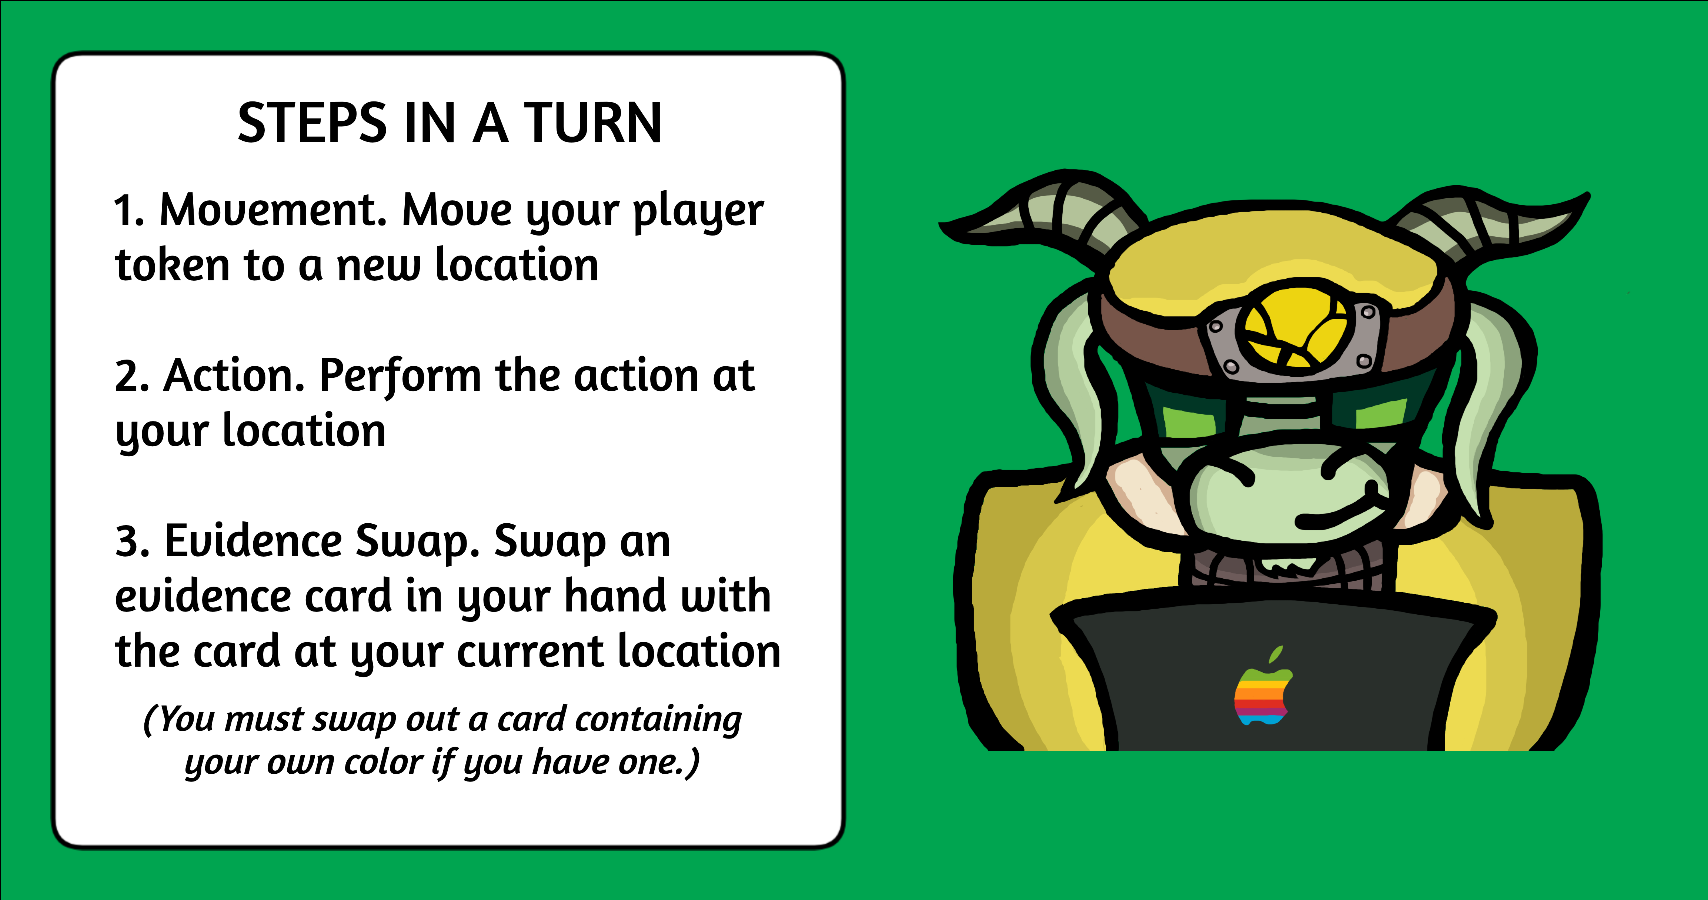 STEPS IN A TURN
1. Movement. Move your player
token to a new location
2. Action. Perform the action at
your location
3. Evidence Swap. Swap an
evidence card in your hand with
the card at your current location
(You must swap out a card containing
your own color if you have one.)